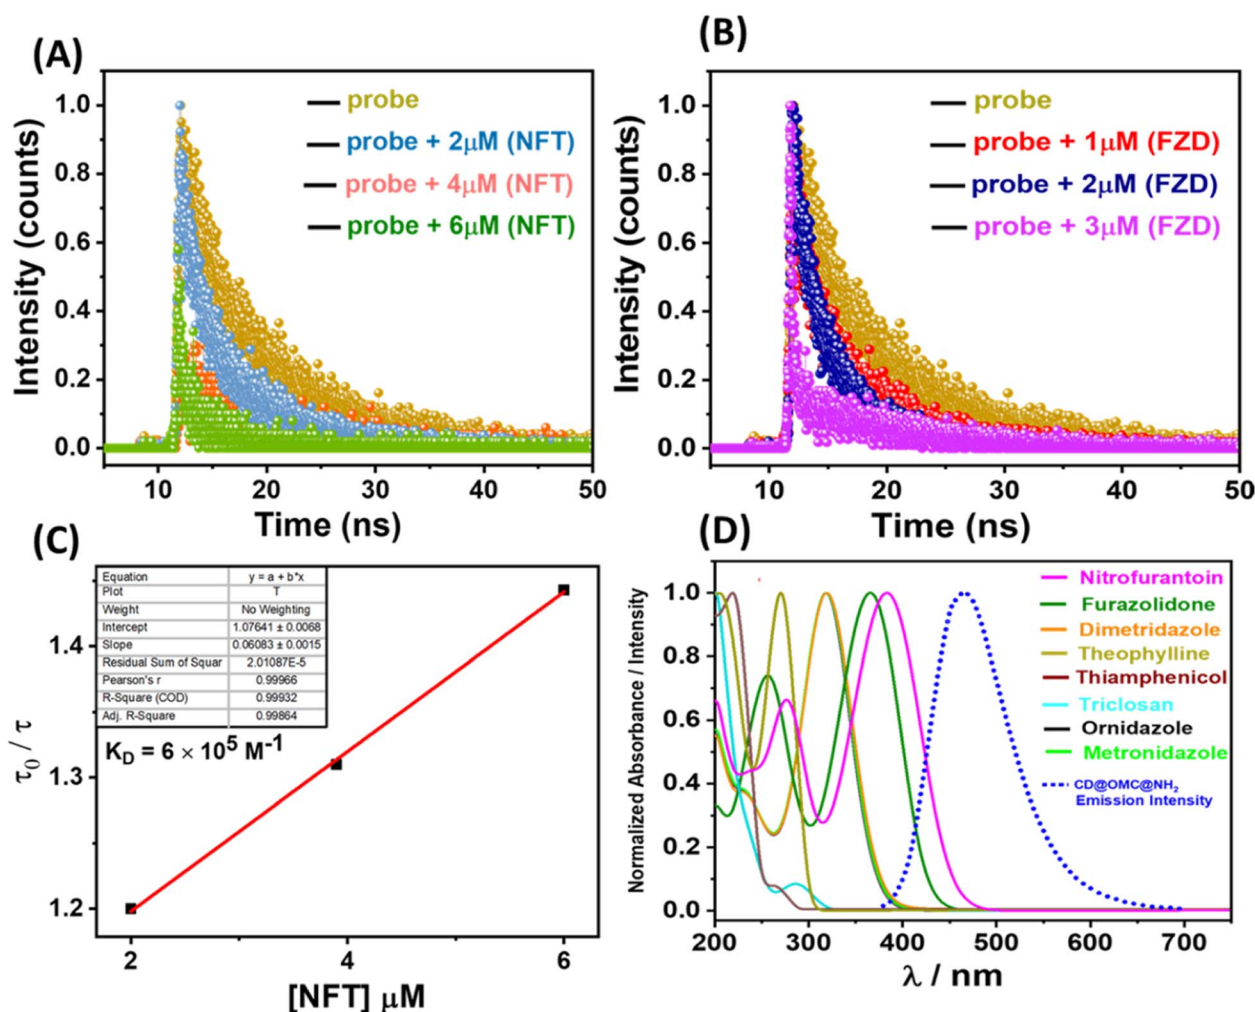 (A)
probe
probe + 2μM (NFT)
probe + 4μM (NFT)
probe + 6μM (NFT)
Intensity (counts)
1.0
0.8
0.6
0.4
0.2
0.0
10 20 30 40 50
Time (ns)
(B)
probe
probe + 1μM (FZD)
probe + 2μM (FZD)
probe + 3μM (FZD)
Intensity (counts)
1.0
0.8
0.6
0.4
0.2
0.0
10 20 30 40 50
Time (ns)
(C)
Equation y = a + b*x
Plot T
Weight No Weighting
Intercept 1.07641 ± 0.0068
Slope 0.06083 ± 0.0015
Residual Sum of Squar 2.01087E-5
Pearson's r 0.99966
R-Square (COD) 0.99932
Adj. R-Square 0.99864
K_D = 6 × 10⁵ M⁻¹
τ₀ / τ
1.4
1.3
1.2
2 4 6
[NFT] μM
(D)
Nitrofurantoin
Furazolidone
Dimetridazole
Theophylline
Thiamphenicol
Triclosan
Ornidazole
Metronidazole
CD@OMC@NH₂
Emission Intensity
Normalized Absorbance / Intensity
1.0
0.8
0.6
0.4
0.2
0.0
200 300 400 500 600 700
λ / nm